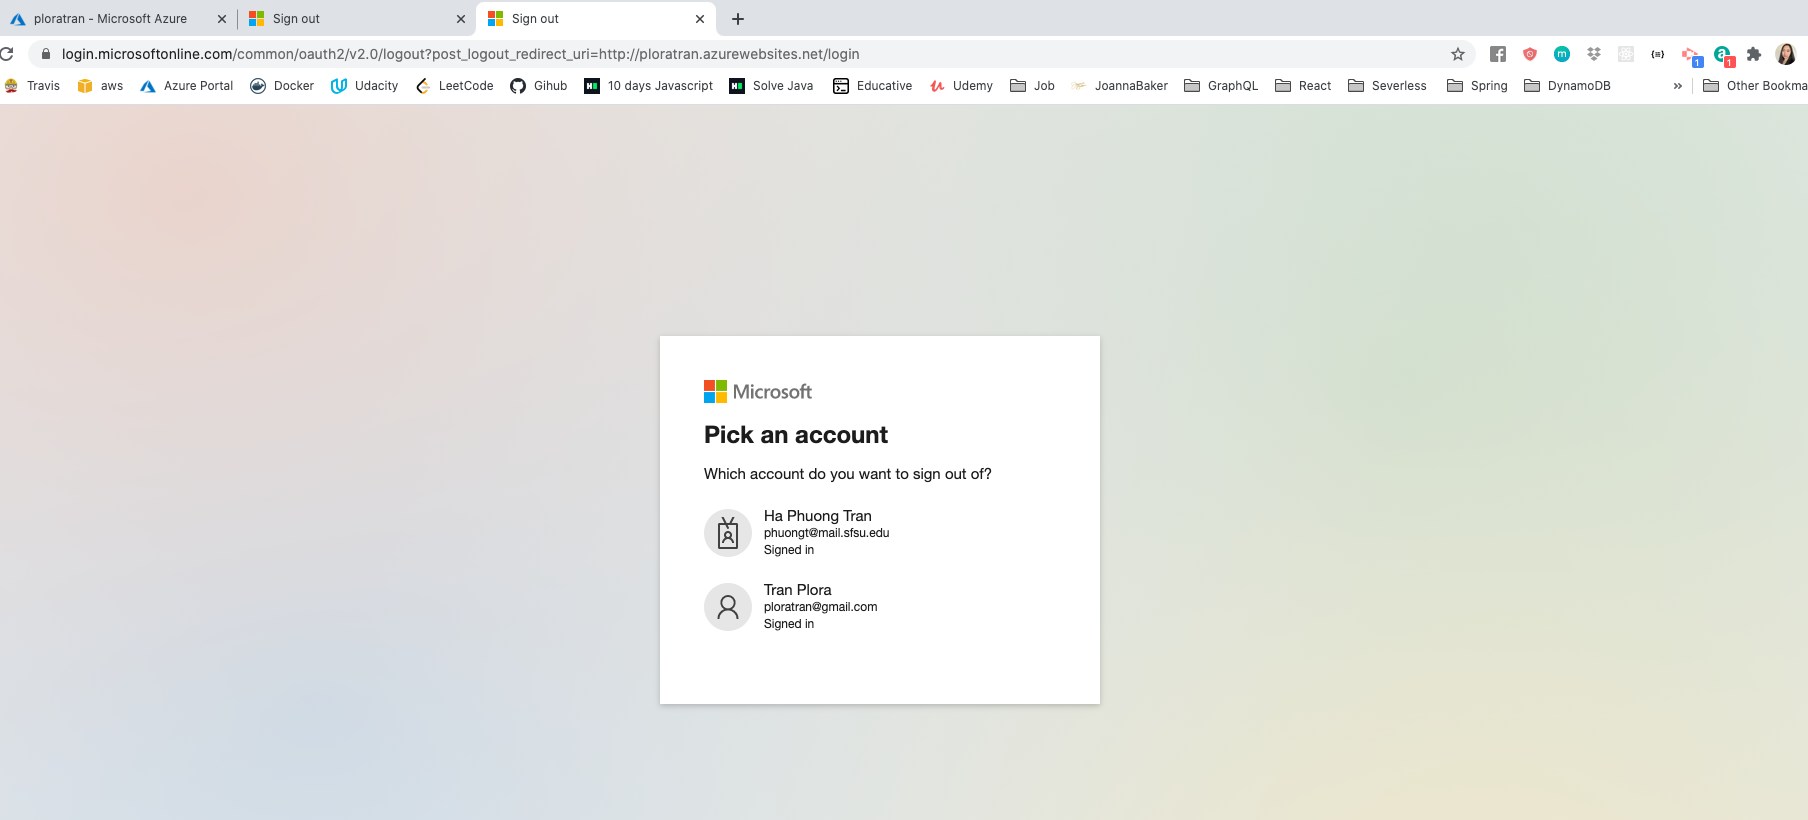 ploratran - Microsoft Azure
Sign out
Sign out
login.microsoftonline.com/common/oauth2/v2.0/logout?post_logout_redirect_uri=http://ploratran.azurewebsites.net/login
m
{≡}
1
a
1
Travis
aws
Azure Portal
Docker
Udacity
LeetCode
Gihub
10 days Javascript
Solve Java
Educative
Udemy
Job
JoannaBaker
GraphQL
React
Severless
Spring
DynamoDB
»
Other Bookma
Microsoft
Pick an account
Which account do you want to sign out of?
Ha Phuong Tran
phuongt@mail.sfsu.edu
Signed in
Tran Plora
ploratran@gmail.com
Signed in